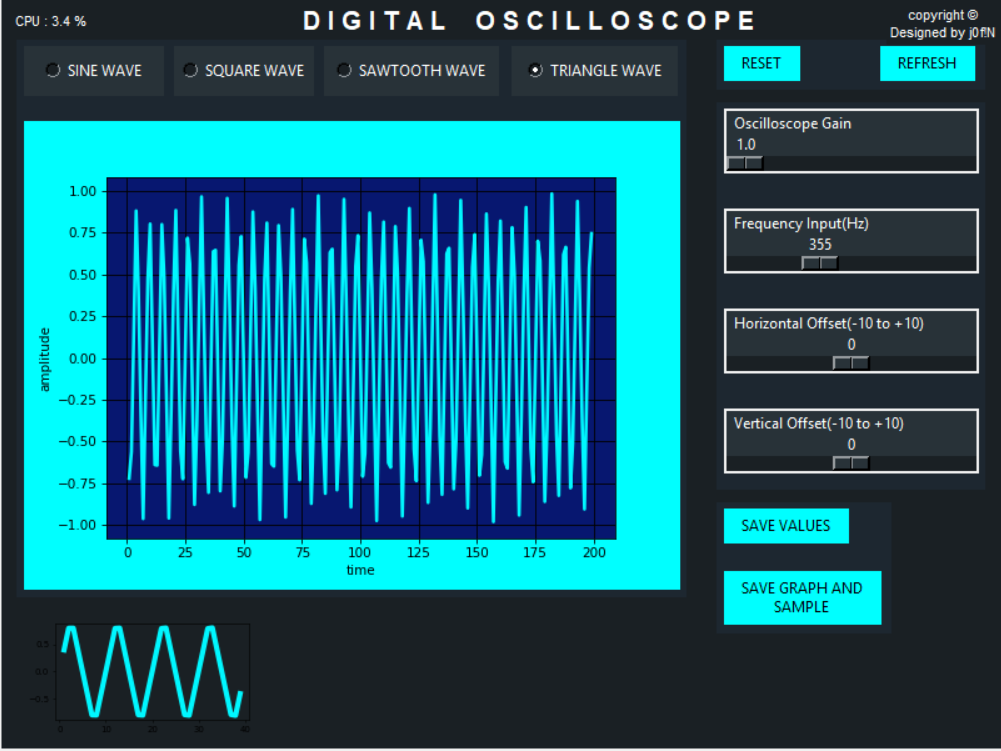 CPU : 3.4 %
DIGITAL OSCILLOSCOPE
copyright ©
Designed by j0f!N
SINE WAVE
SQUARE WAVE
SAWTOOTH WAVE
TRIANGLE WAVE
RESET
REFRESH
Oscilloscope Gain
1.0
Frequency Input(Hz)
355
Horizontal Offset(-10 to +10)
0
Vertical Offset(-10 to +10)
0
SAVE VALUES
SAVE GRAPH AND
SAMPLE
1.00
0.75
0.50
0.25
0.00
−0.25
−0.50
−0.75
−1.00
amplitude
0 25 50 75 100 125 150 175 200
time
0.5
0.0
−0.5
0 10 20 30 40